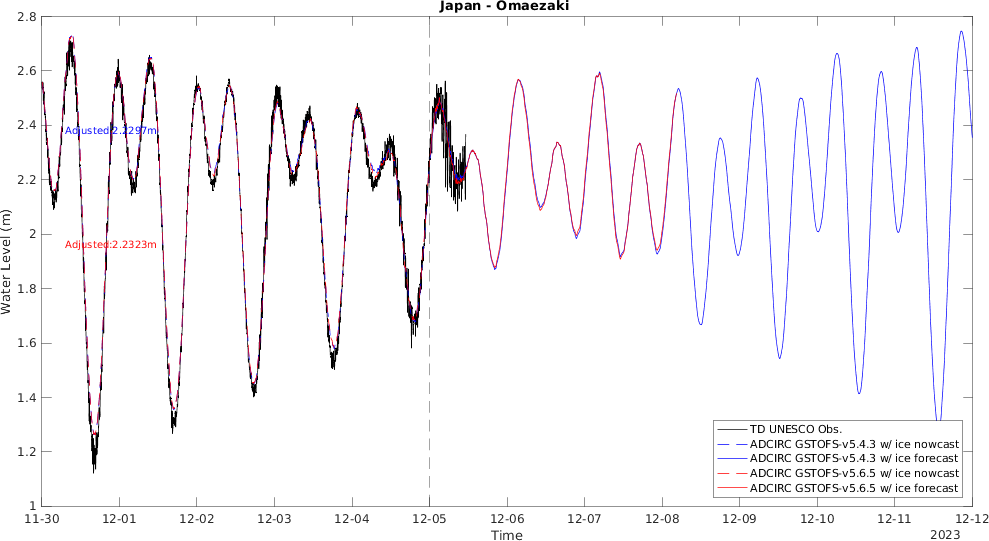 Japan - Omaezaki
2.8
2.6
2.4
2.2
2
1.8
1.6
1.4
1.2
1
Water Level (m)
Adjusted:2.2297m
Adjusted:2.2323m
TD UNESCO Obs.
ADCIRC GSTOFS-v5.4.3 w/ ice nowcast
ADCIRC GSTOFS-v5.4.3 w/ ice forecast
ADCIRC GSTOFS-v5.6.5 w/ ice nowcast
ADCIRC GSTOFS-v5.6.5 w/ ice forecast
11-30 12-01 12-02 12-03 12-04 12-05 12-06 12-07 12-08 12-09 12-10 12-11 12-12
Time
2023